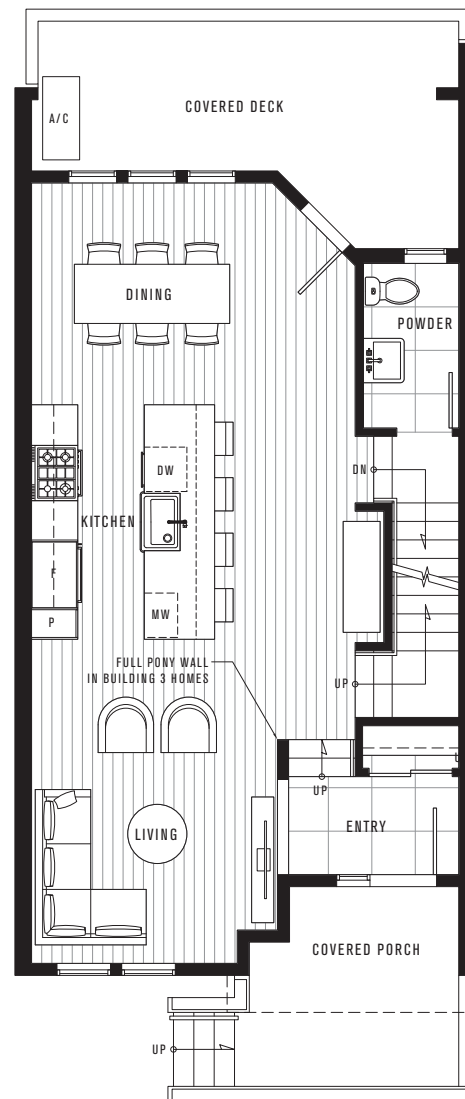 COVERED DECK
A/C
DINING
POWDER
DN
DW
KITCHEN
F
MW
P
FULL PONY WALL
IN BUILDING 3 HOMES
UP
UP
ENTRY
LIVING
COVERED PORCH
UP